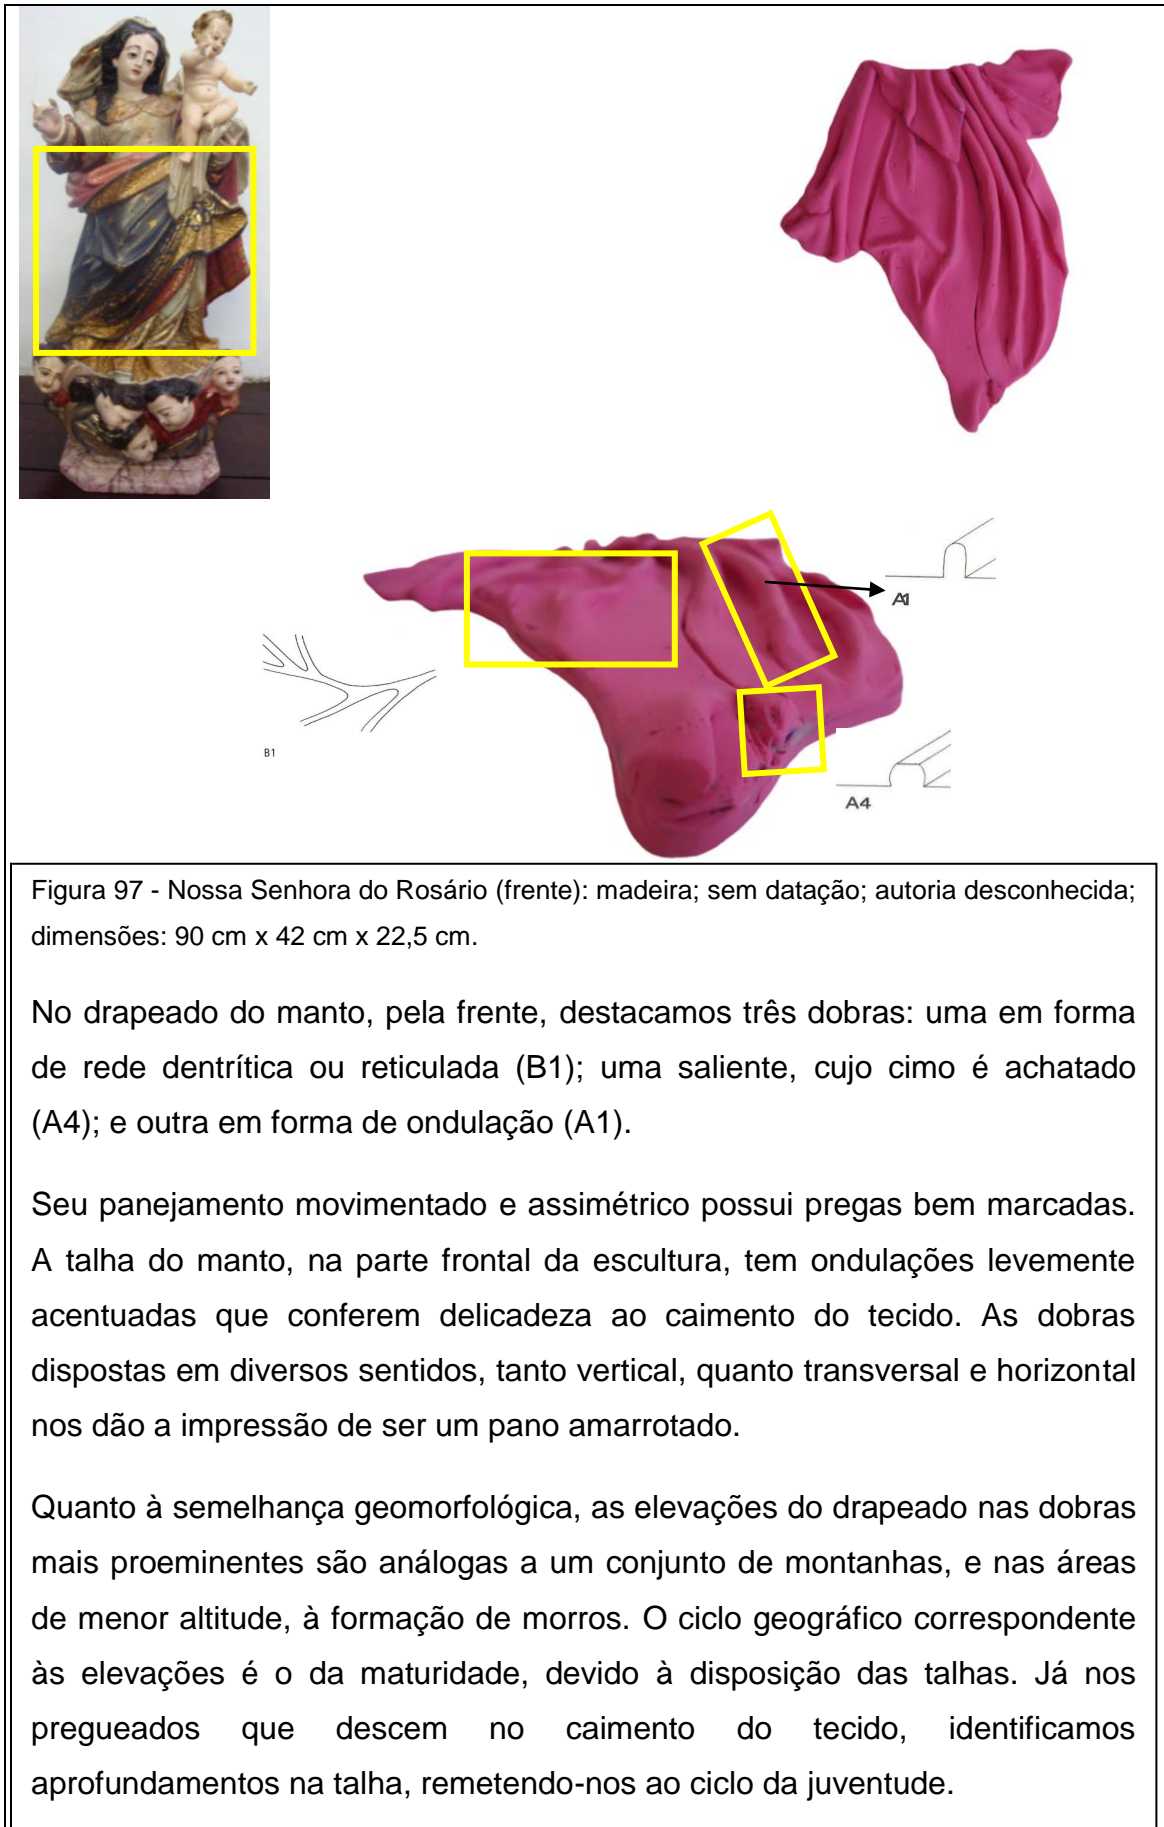 A1
B1
A4
Figura 97 - Nossa Senhora do Rosário (frente): madeira; sem datação; autoria desconhecida;
dimensões: 90 cm x 42 cm x 22,5 cm.
No drapeado do manto, pela frente, destacamos três dobras: uma em forma
de rede dentrítica ou reticulada (B1); uma saliente, cujo cimo é achatado
(A4); e outra em forma de ondulação (A1).
Seu panejamento movimentado e assimétrico possui pregas bem marcadas.
A talha do manto, na parte frontal da escultura, tem ondulações levemente
acentuadas que conferem delicadeza ao caimento do tecido. As dobras
dispostas em diversos sentidos, tanto vertical, quanto transversal e horizontal
nos dão a impressão de ser um pano amarrotado.
Quanto à semelhança geomorfológica, as elevações do drapeado nas dobras
mais proeminentes são análogas a um conjunto de montanhas, e nas áreas
de menor altitude, à formação de morros. O ciclo geográfico correspondente
às elevações é o da maturidade, devido à disposição das talhas. Já nos
pregueados que descem no caimento do tecido, identificamos
aprofundamentos na talha, remetendo-nos ao ciclo da juventude.